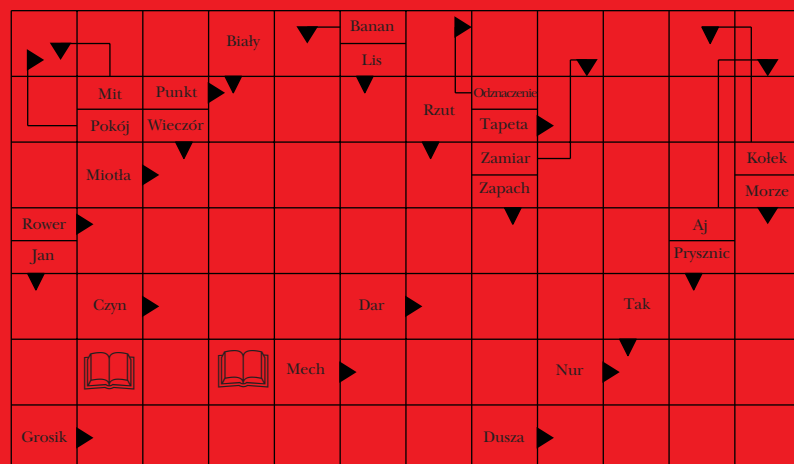 Biały
Banan
Lis
Mit
Pokój
Punkt
Wieczór
Rzut
Odznaczenie
Tapeta
Miotła
Zamiar
Zapach
Kołek
Morze
Rower
Jan
Aj
Prysznic
Czyn
Dar
Tak
Mech
Nur
Grosik
Dusza